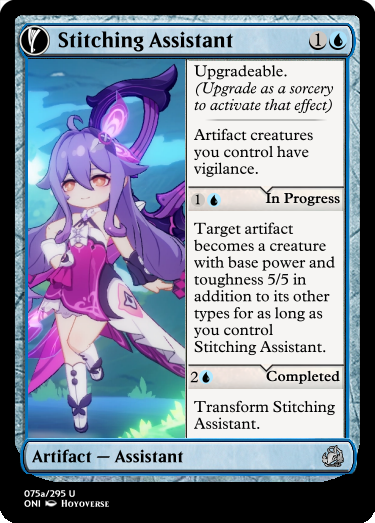 Stitching Assistant 1
Upgradeable.
(Upgrade as a sorcery
to activate that effect)
Artifact creatures
you control have
vigilance.
1 In Progress
Target artifact
becomes a creature
with base power and
toughness 5/5 in
addition to its other
types for as long as
you control
Stitching Assistant.
2 Completed
Transform Stitching
Assistant.
Artifact — Assistant
075a/295 U
ONI Hoyoverse